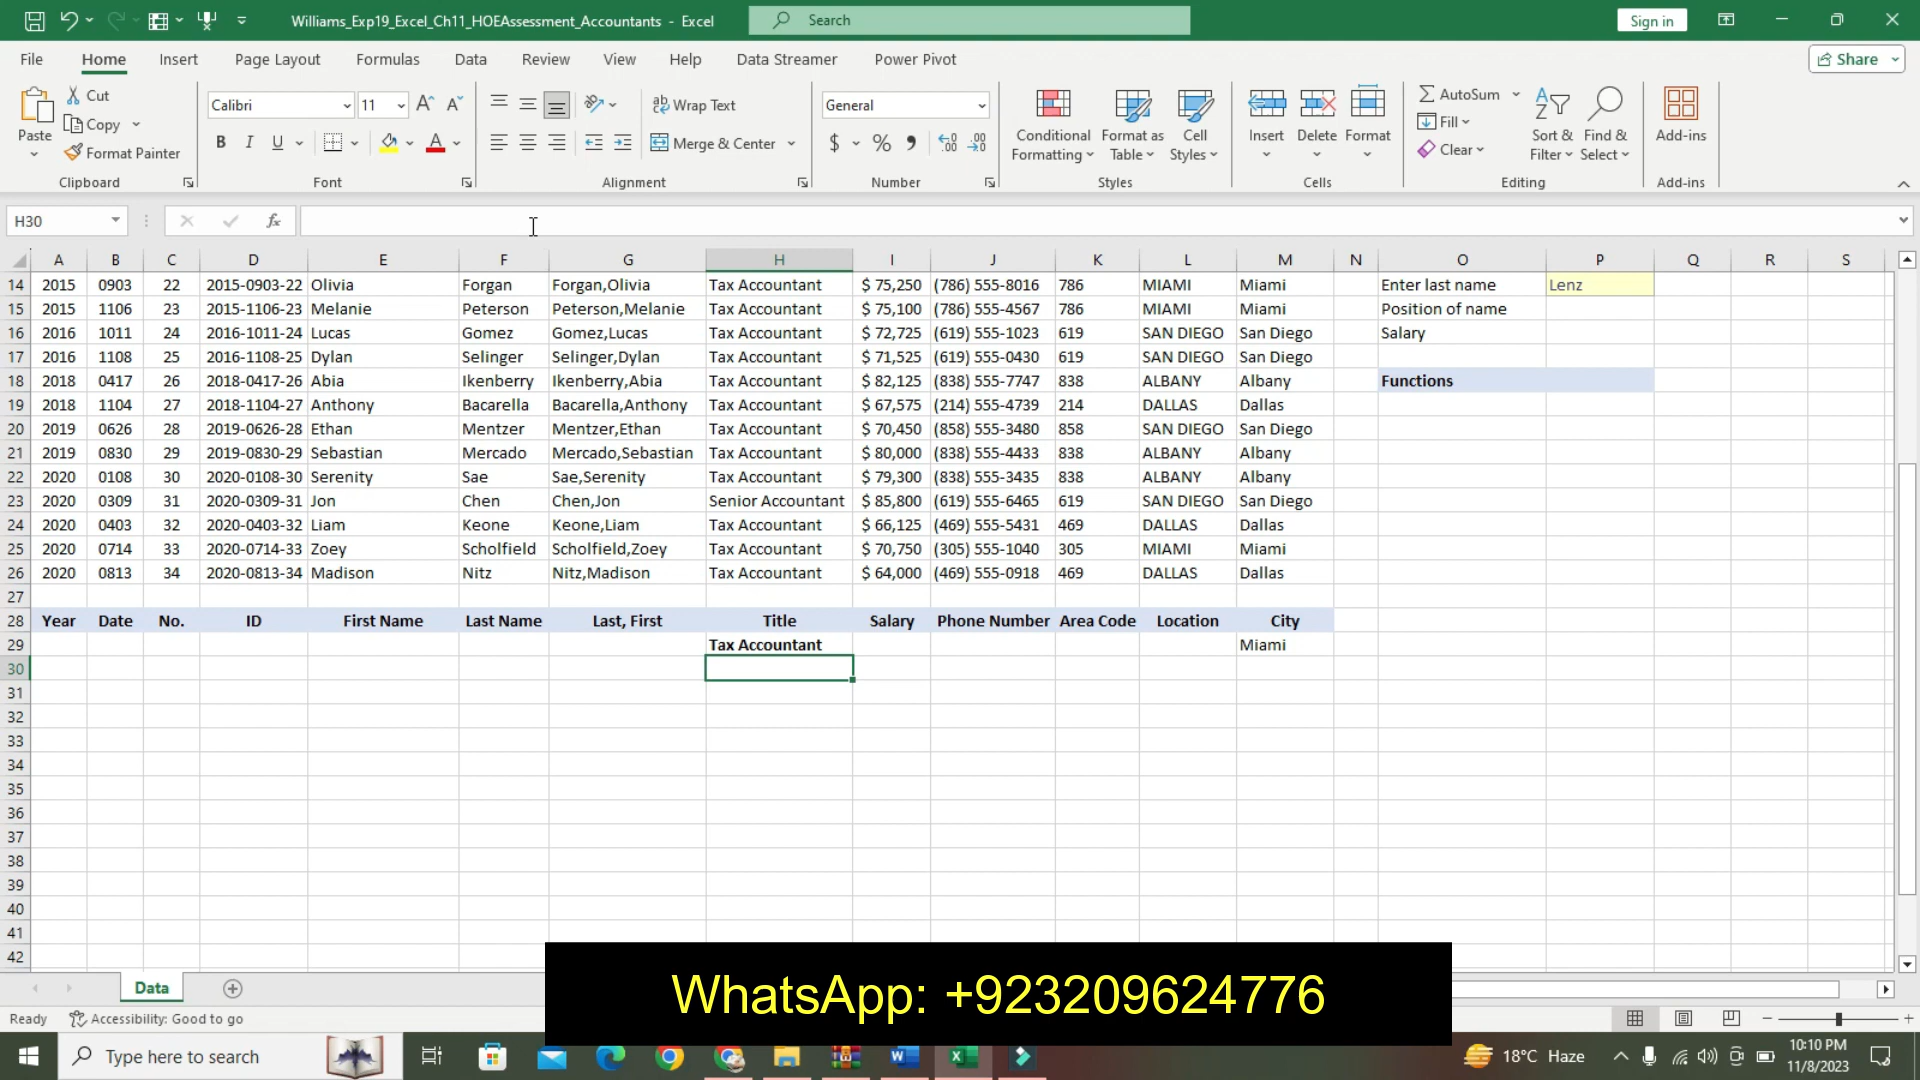 Williams_Exp19_Excel_Ch11_HOEAssessment_Accountants - Excel
Search
Sign in
File Home Insert Page Layout Formulas Data Review View Help Data Streamer Power Pivot Share
Paste
Cut
Copy
Format Painter
Clipboard
Calibri 11
B I U
Font
Wrap Text
Merge & Center
Alignment
General
$ % ,
Number
Conditional Formatting
Format as Table
Cell Styles
Styles
Insert Delete Format
Cells
AutoSum
Fill
Clear
Sort & Filter
Find & Select
Editing
Add-ins
Add-ins
H30 fx
A B C D E F G H I J K L M N O P Q R S
14 2015 0903 22 2015-0903-22 Olivia Forgan Forgan,Olivia Tax Accountant $ 75,250 (786) 555-8016 786 MIAMI Miami Enter last name Lenz
15 2015 1106 23 2015-1106-23 Melanie Peterson Peterson,Melanie Tax Accountant $ 75,100 (786) 555-4567 786 MIAMI Miami Position of name
16 2016 1011 24 2016-1011-24 Lucas Gomez Gomez,Lucas Tax Accountant $ 72,725 (619) 555-1023 619 SAN DIEGO San Diego Salary
17 2016 1108 25 2016-1108-25 Dylan Selinger Selinger,Dylan Tax Accountant $ 71,525 (619) 555-0430 619 SAN DIEGO San Diego
18 2018 0417 26 2018-0417-26 Abia Ikenberry Ikenberry,Abia Tax Accountant $ 82,125 (838) 555-7747 838 ALBANY Albany Functions
19 2018 1104 27 2018-1104-27 Anthony Bacarella Bacarella,Anthony Tax Accountant $ 67,575 (214) 555-4739 214 DALLAS Dallas
20 2019 0626 28 2019-0626-28 Ethan Mentzer Mentzer,Ethan Tax Accountant $ 70,450 (858) 555-3480 858 SAN DIEGO San Diego
21 2019 0830 29 2019-0830-29 Sebastian Mercado Mercado,Sebastian Tax Accountant $ 80,000 (838) 555-4433 838 ALBANY Albany
22 2020 0108 30 2020-0108-30 Serenity Sae Sae,Serenity Tax Accountant $ 79,300 (838) 555-3435 838 ALBANY Albany
23 2020 0309 31 2020-0309-31 Jon Chen Chen,Jon Senior Accountant $ 85,800 (619) 555-6465 619 SAN DIEGO San Diego
24 2020 0403 32 2020-0403-32 Liam Keone Keone,Liam Tax Accountant $ 66,125 (469) 555-5431 469 DALLAS Dallas
25 2020 0714 33 2020-0714-33 Zoey Scholfield Scholfield,Zoey Tax Accountant $ 70,750 (305) 555-1040 305 MIAMI Miami
26 2020 0813 34 2020-0813-34 Madison Nitz Nitz,Madison Tax Accountant $ 64,000 (469) 555-0918 469 DALLAS Dallas
27
28 Year Date No. ID First Name Last Name Last, First Title Salary Phone Number Area Code Location City
29 Tax Accountant Miami
30
31
32
33
34
35
36
37
38
39
40
41
42
Data
WhatsApp: +923209624776
Ready Accessibility: Good to go
Type here to search
18°C Haze
10:10 PM
11/8/2023